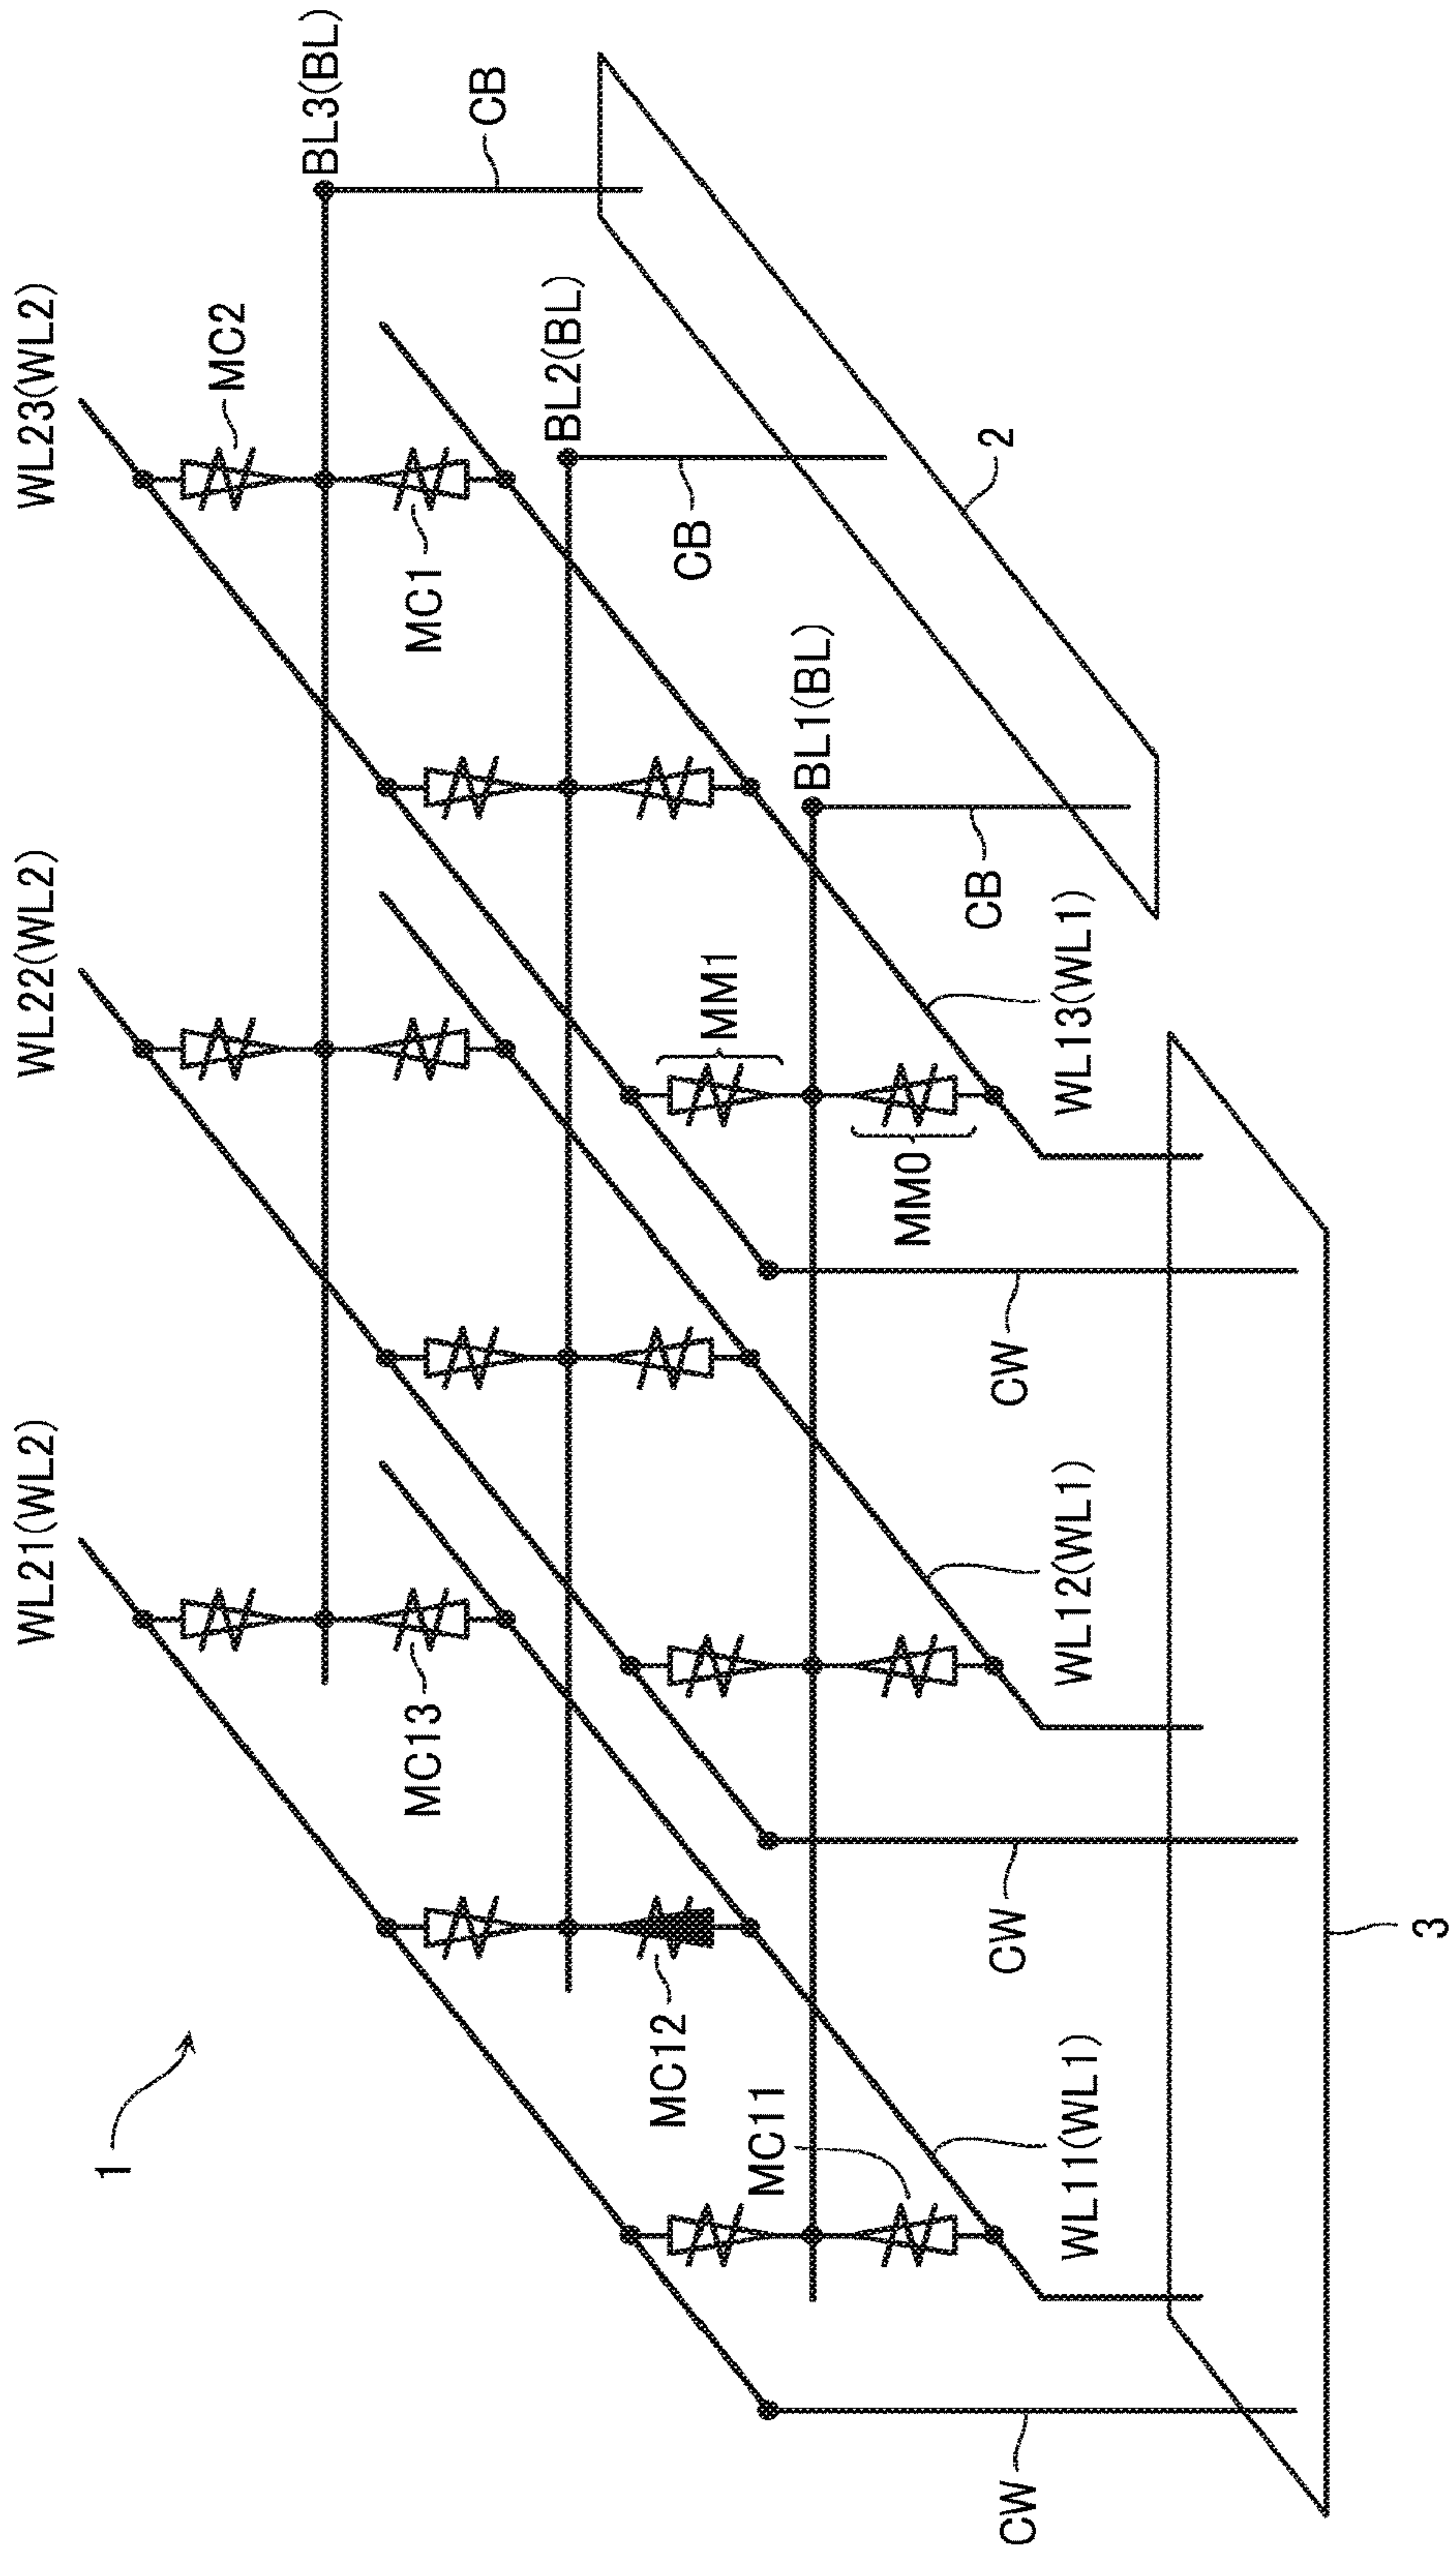 1
WL21(WL2)
WL22(WL2)
WL23(WL2)
MC2
BL3(BL)
MC13
MC1
CB
BL2(BL)
MC12
MM1
CB
MC11
BL1(BL)
MM0
CB
2
WL11(WL1)
WL12(WL1)
WL13(WL1)
CW
CW
CW
3